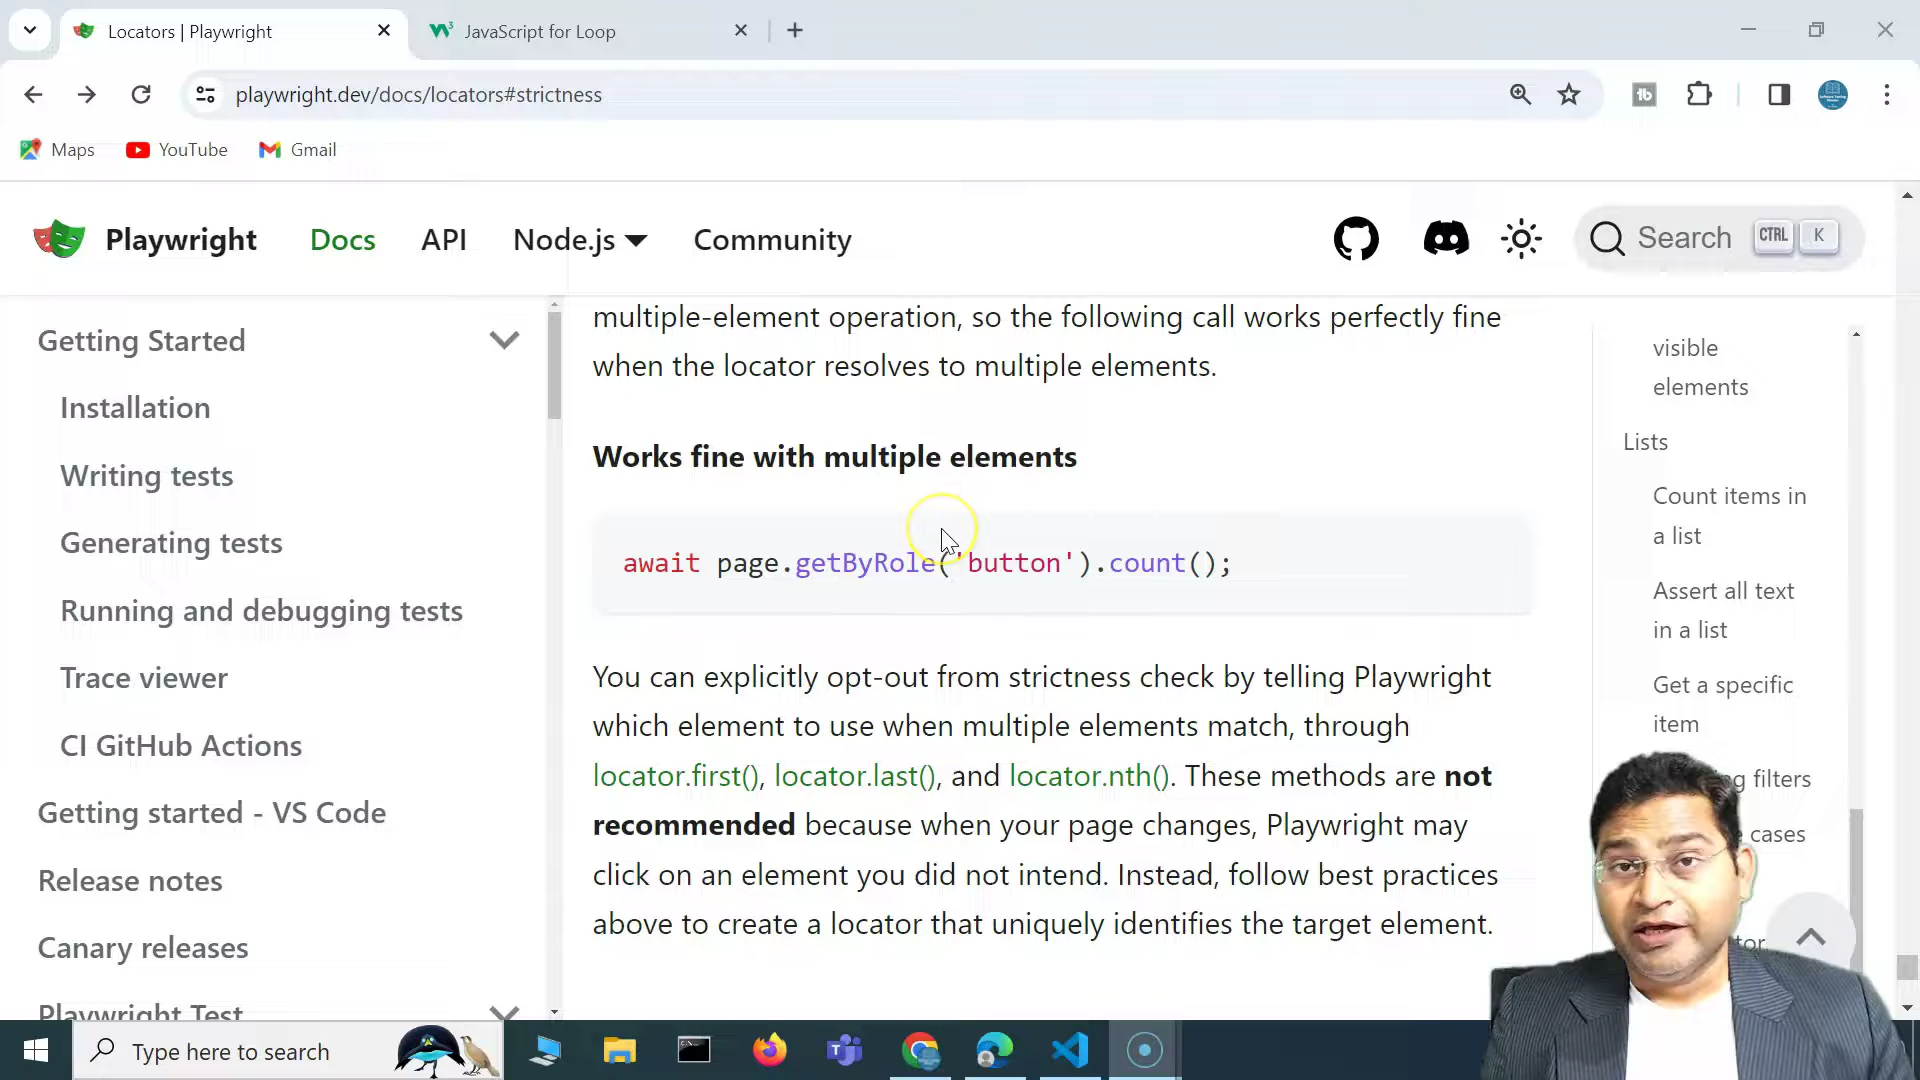 Locators | Playwright
JavaScript for Loop
playwright.dev/docs/locators#strictness
Maps
YouTube
Gmail
Playwright
Docs
API
Node.js
Community
Search
CTRL
K
Getting Started
Installation
Writing tests
Generating tests
Running and debugging tests
Trace viewer
CI GitHub Actions
Getting started - VS Code
Release notes
Canary releases
Playwright Test
multiple-element operation, so the following call works perfectly fine
when the locator resolves to multiple elements.
Works fine with multiple elements
await page.getByRole('button').count();
You can explicitly opt-out from strictness check by telling Playwright
which element to use when multiple elements match, through
locator.first(), locator.last(), and locator.nth(). These methods are not
recommended because when your page changes, Playwright may
click on an element you did not intend. Instead, follow best practices
above to create a locator that uniquely identifies the target element.
visible
elements
Lists
Count items in
a list
Assert all text
in a list
Get a specific
item
filters
cases
Type here to search